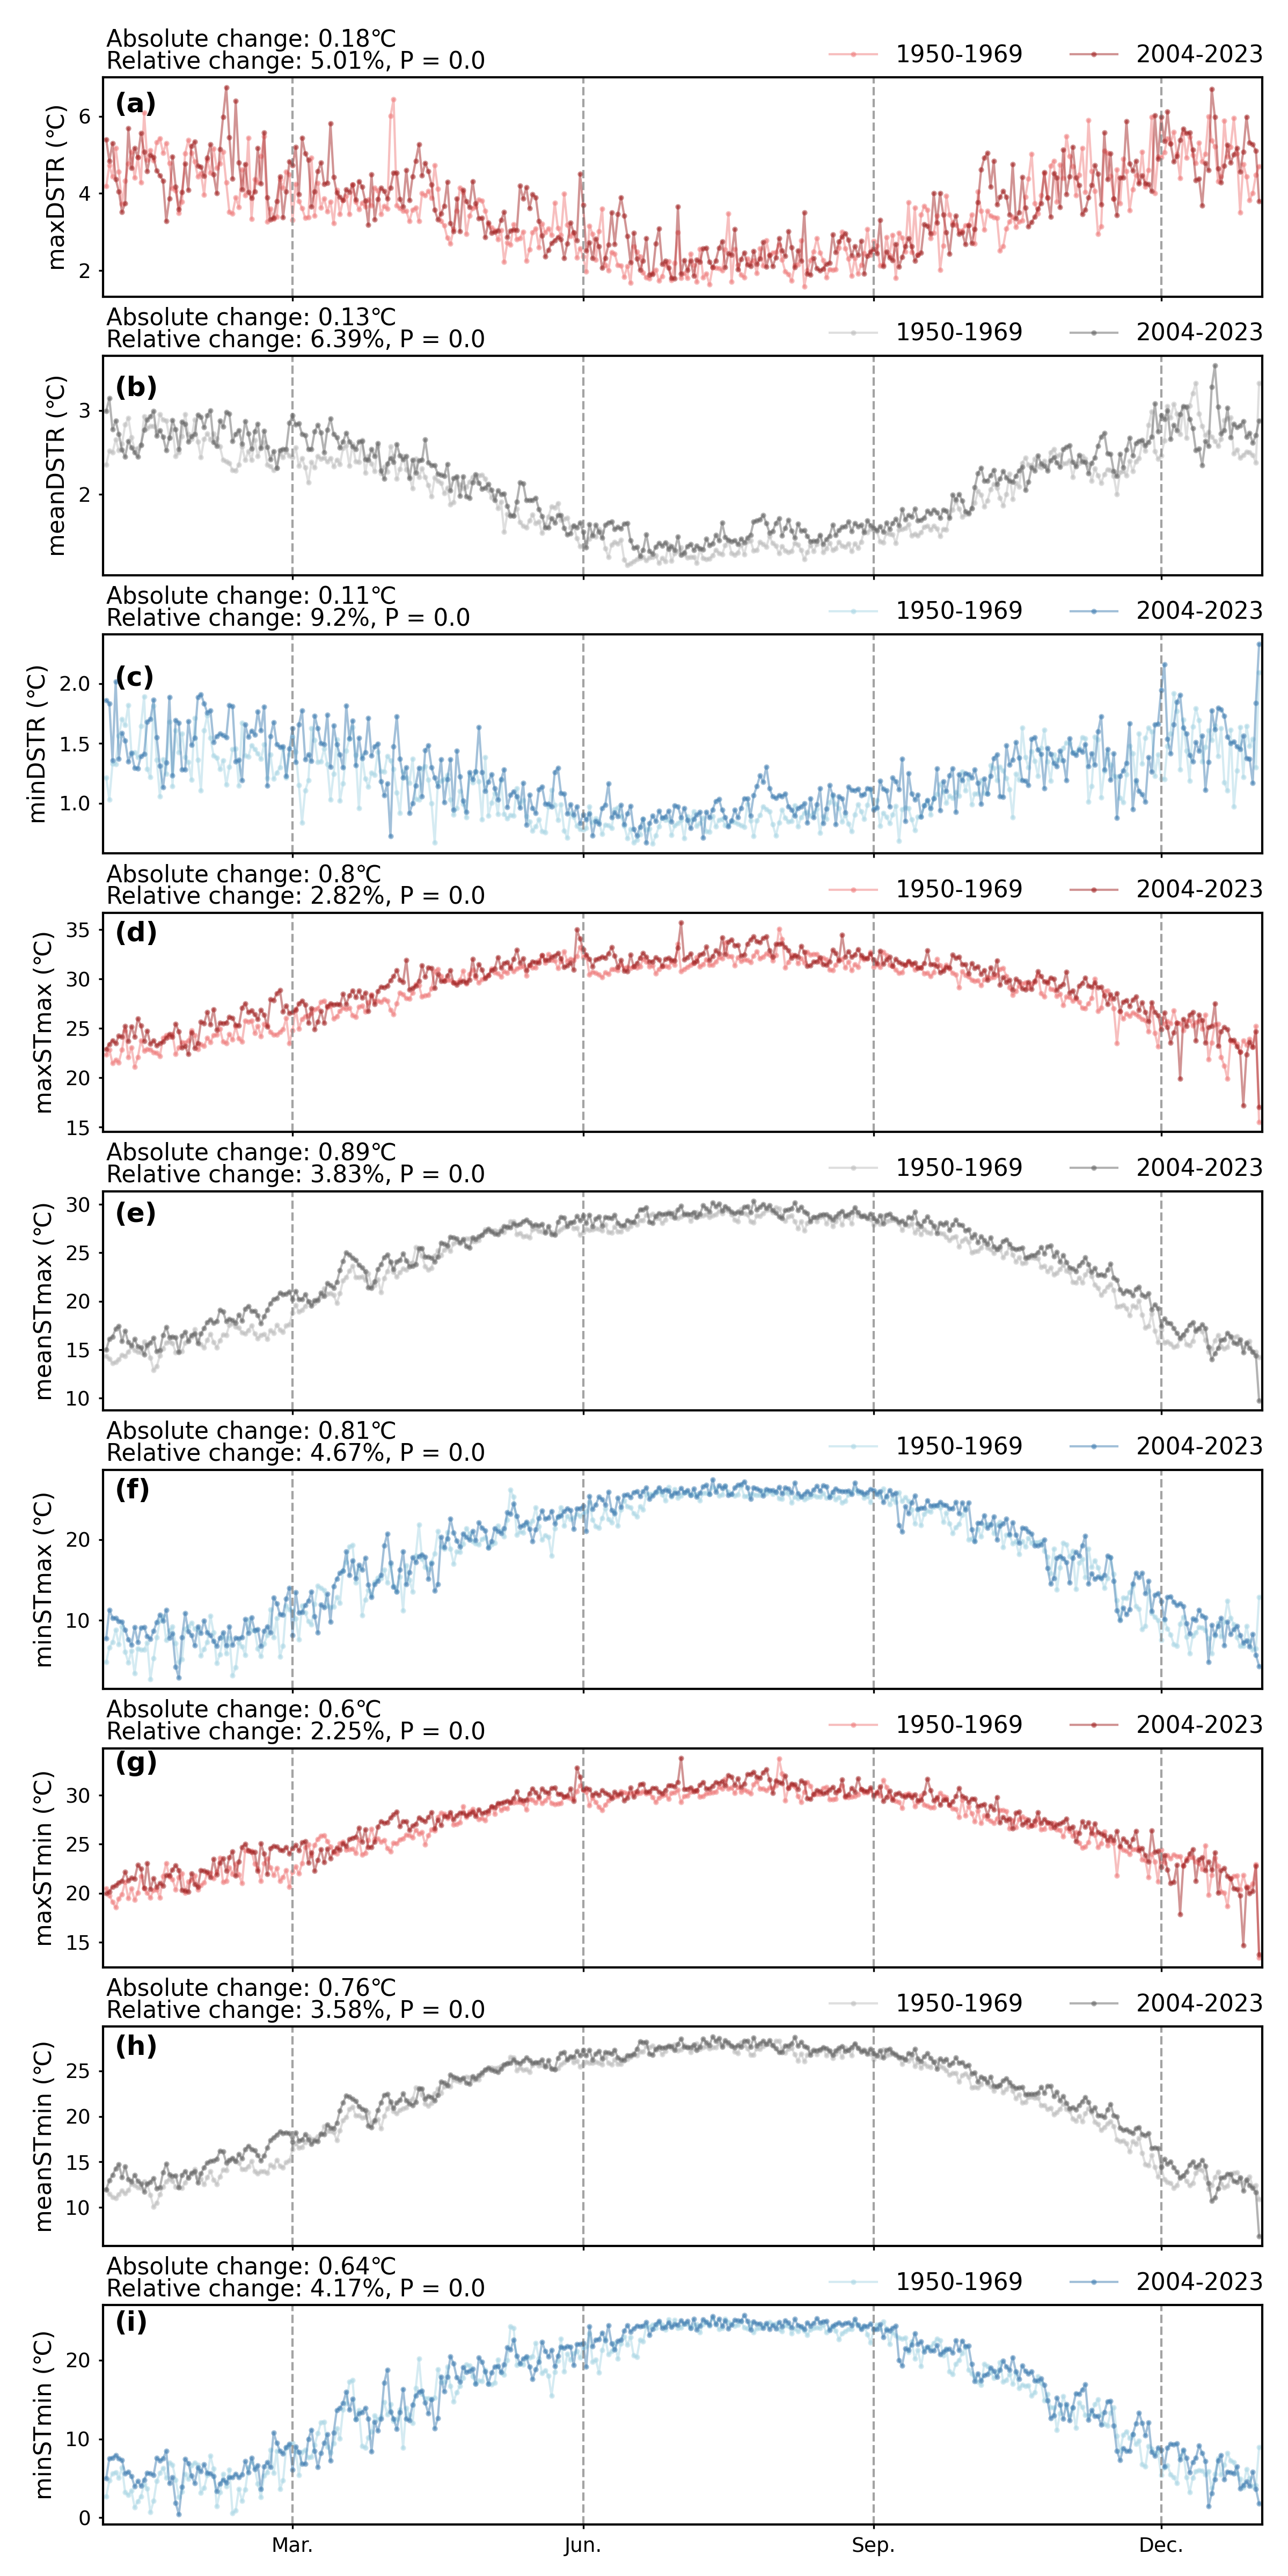 Absolute change: 0.18℃
Relative change: 5.01%, P = 0.0
1950-1969 2004-2023
(a)
maxDSTR (℃)
6
4
2
Absolute change: 0.13℃
Relative change: 6.39%, P = 0.0
1950-1969 2004-2023
(b)
meanDSTR (℃)
3
2
Absolute change: 0.11℃
Relative change: 9.2%, P = 0.0
1950-1969 2004-2023
(c)
minDSTR (℃)
2.0
1.5
1.0
Absolute change: 0.8℃
Relative change: 2.82%, P = 0.0
1950-1969 2004-2023
(d)
maxSTmax (℃)
35
30
25
20
15
Absolute change: 0.89℃
Relative change: 3.83%, P = 0.0
1950-1969 2004-2023
(e)
meanSTmax (℃)
30
25
20
15
10
Absolute change: 0.81℃
Relative change: 4.67%, P = 0.0
1950-1969 2004-2023
(f)
minSTmax (℃)
20
10
Absolute change: 0.6℃
Relative change: 2.25%, P = 0.0
1950-1969 2004-2023
(g)
maxSTmin (℃)
30
25
20
15
Absolute change: 0.76℃
Relative change: 3.58%, P = 0.0
1950-1969 2004-2023
(h)
meanSTmin (℃)
25
20
15
10
Absolute change: 0.64℃
Relative change: 4.17%, P = 0.0
1950-1969 2004-2023
(i)
minSTmin (℃)
20
10
0
Mar. Jun. Sep. Dec.